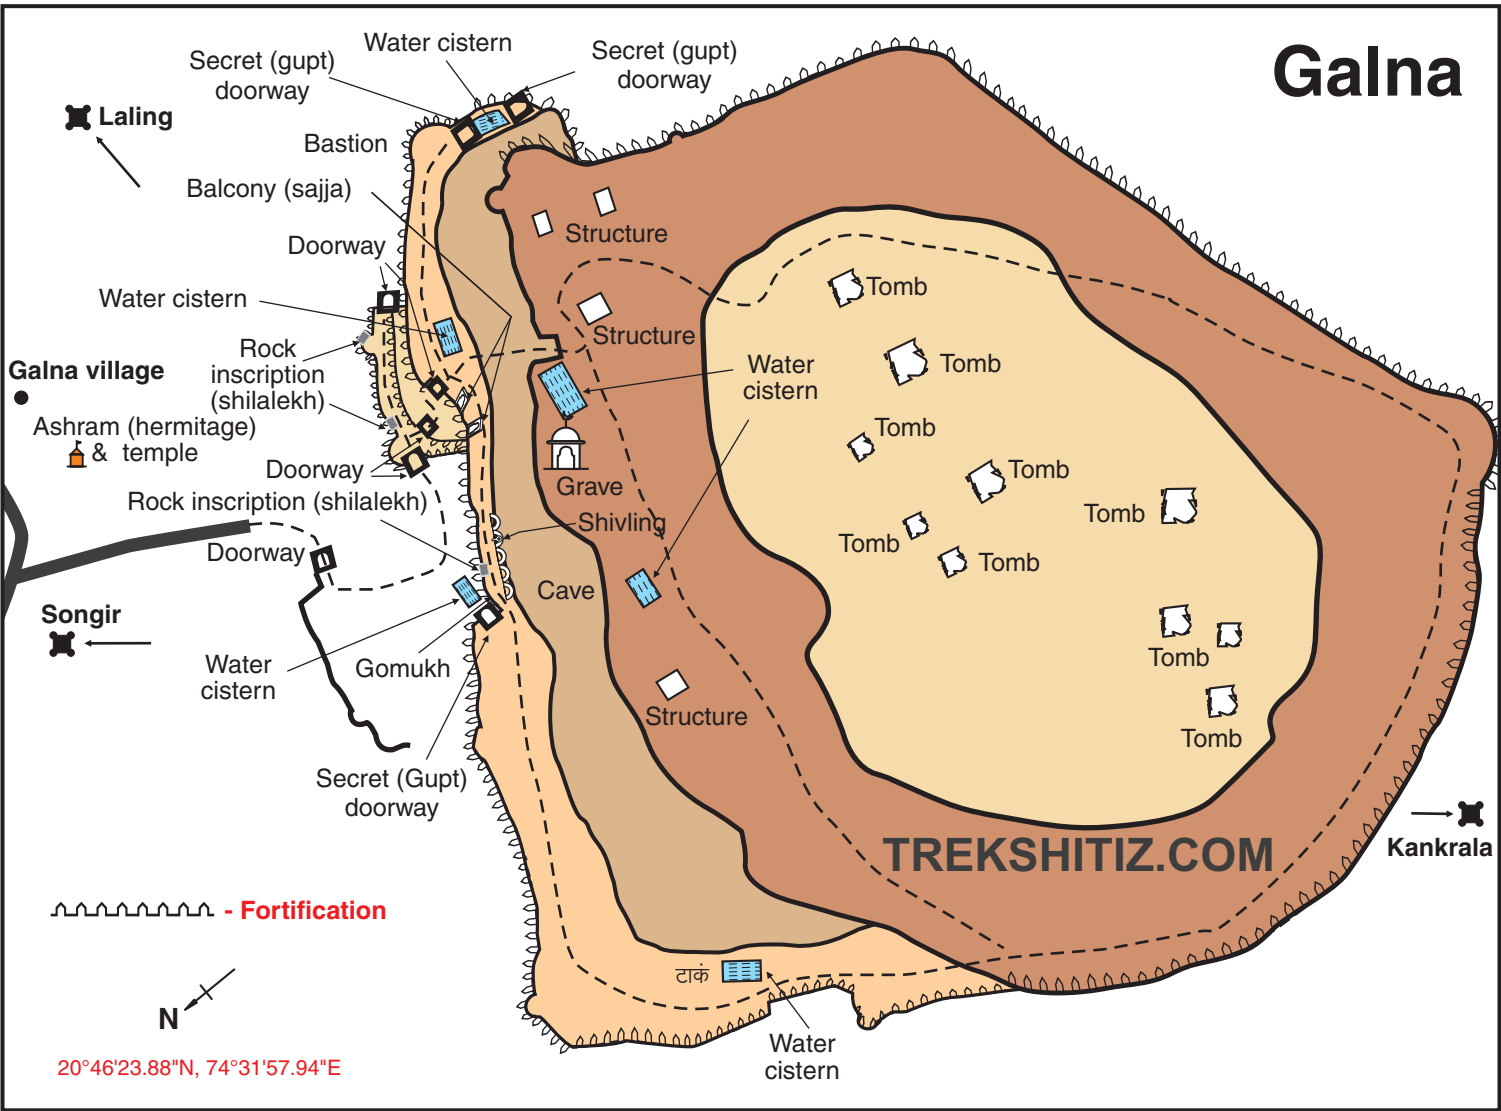 Galna
Water cistern
Secret (gupt)
doorway
Secret (gupt)
doorway
Laling
Bastion
Balcony (sajja)
Structure
Doorway
Tomb
Water cistern
Structure
Rock
inscription
(shilalekh)
Water
cistern
Tomb
Galna village
Ashram (hermitage)
& temple
Tomb
Doorway
Tomb
Grave
Rock inscription (shilalekh)
Shivling
Tomb
Tomb
Doorway
Tomb
Cave
Songir
Water
cistern
Gomukh
Tomb
Structure
Tomb
Secret (Gupt)
doorway
Kankrala
TREKSHITIZ.COM
- Fortification
टाकं
N
Water
cistern
20°46'23.88"N, 74°31'57.94"E